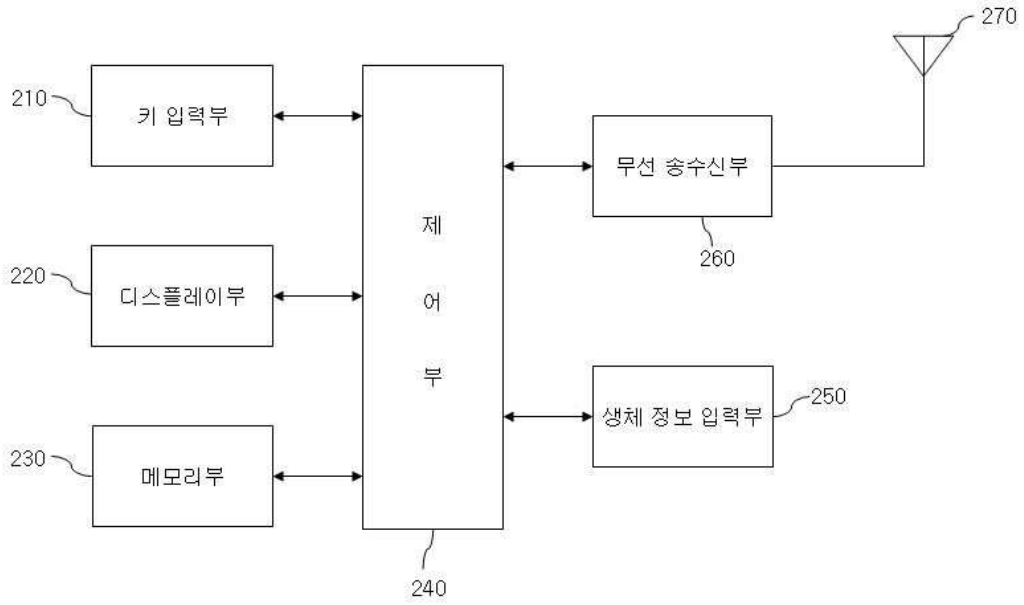 270
210
키 입력부
무선 송수신부
260
제
어
부
220
디스플레이부
생체 정보 입력부
250
230
메모리부
240